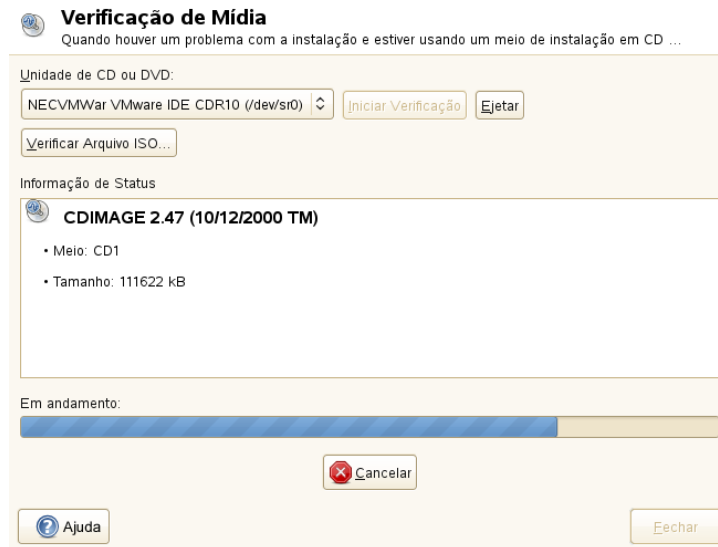 Verificação de Mídia
Quando houver um problema com a instalação e estiver usando um meio de instalação em CD ...
Unidade de CD ou DVD:
NECVMWar VMware IDE CDR10 (/dev/sr0) Iniciar Verificação Ejetar
Verificar Arquivo ISO...
Informação de Status
CDIMAGE 2.47 (10/12/2000 TM)
• Meio: CD1
• Tamanho: 111622 kB
Em andamento:
Cancelar
Ajuda Fechar